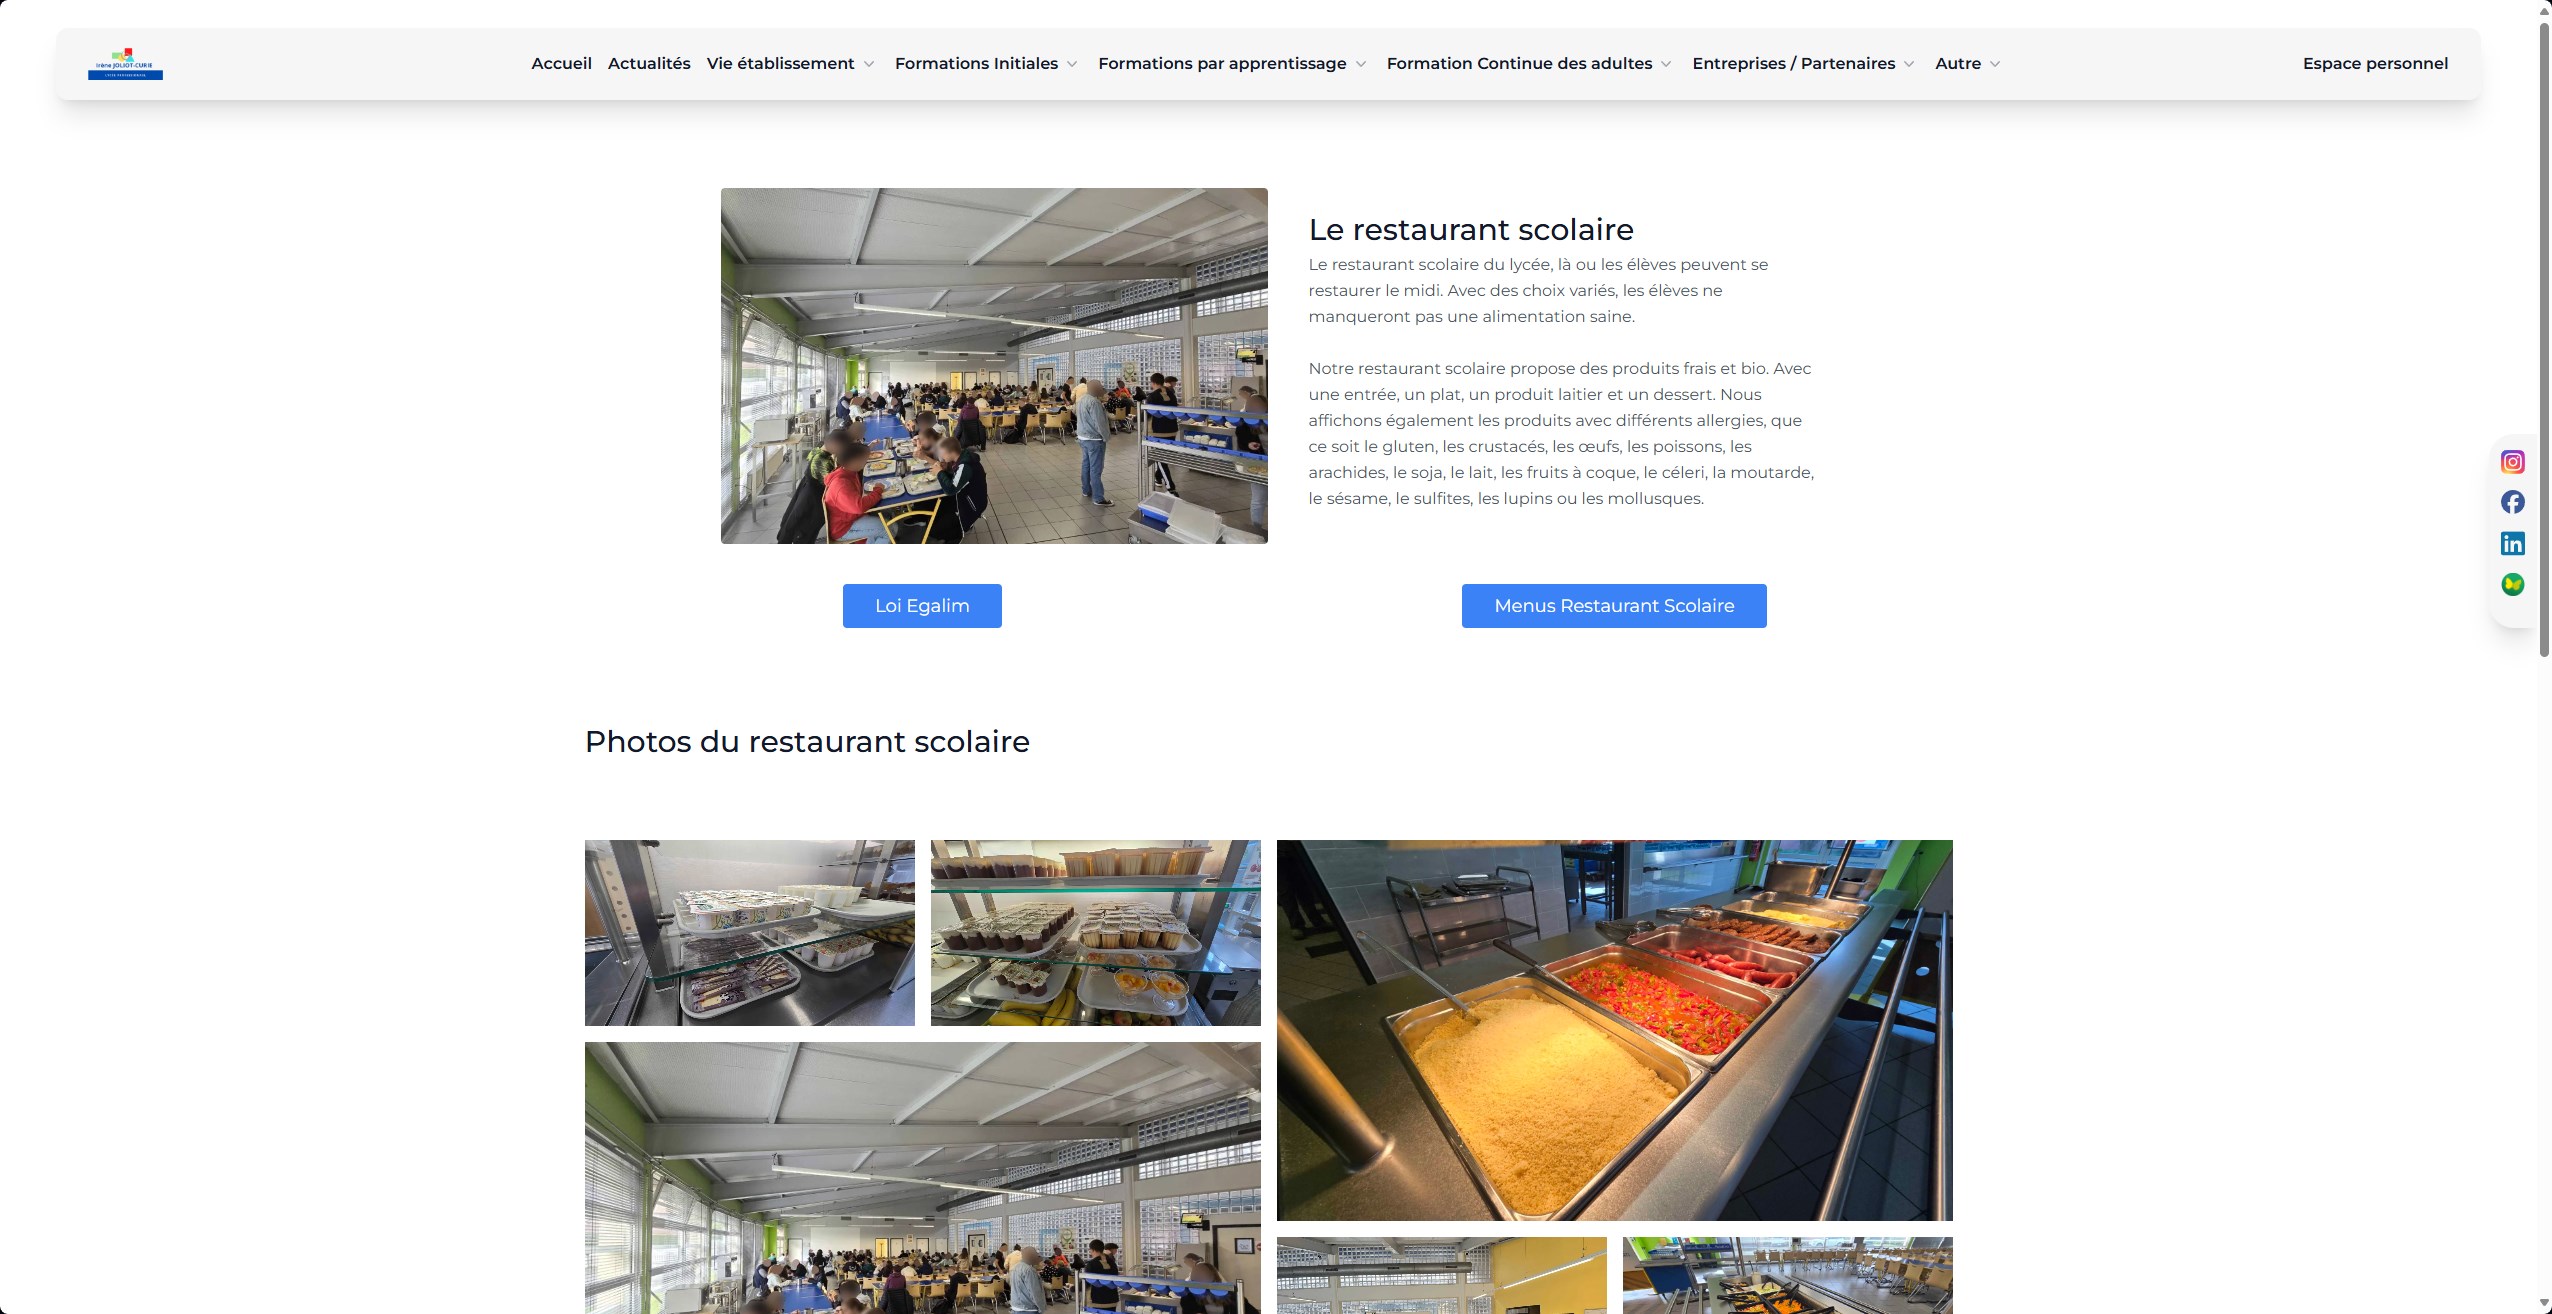 Irène JOLIOT-CURIE
LYCÉE PROFESSIONNEL
Accueil
Actualités
Vie établissement
Formations Initiales
Formations par apprentissage
Formation Continue des adultes
Entreprises / Partenaires
Autre
Espace personnel
Le restaurant scolaire
Le restaurant scolaire du lycée, là ou les élèves peuvent se
restaurer le midi. Avec des choix variés, les élèves ne
manqueront pas une alimentation saine.
Notre restaurant scolaire propose des produits frais et bio. Avec
une entrée, un plat, un produit laitier et un dessert. Nous
affichons également les produits avec différents allergies, que
ce soit le gluten, les crustacés, les œufs, les poissons, les
arachides, le soja, le lait, les fruits à coque, le céleri, la moutarde,
le sésame, le sulfites, les lupins ou les mollusques.
Loi Egalim
Menus Restaurant Scolaire
Photos du restaurant scolaire